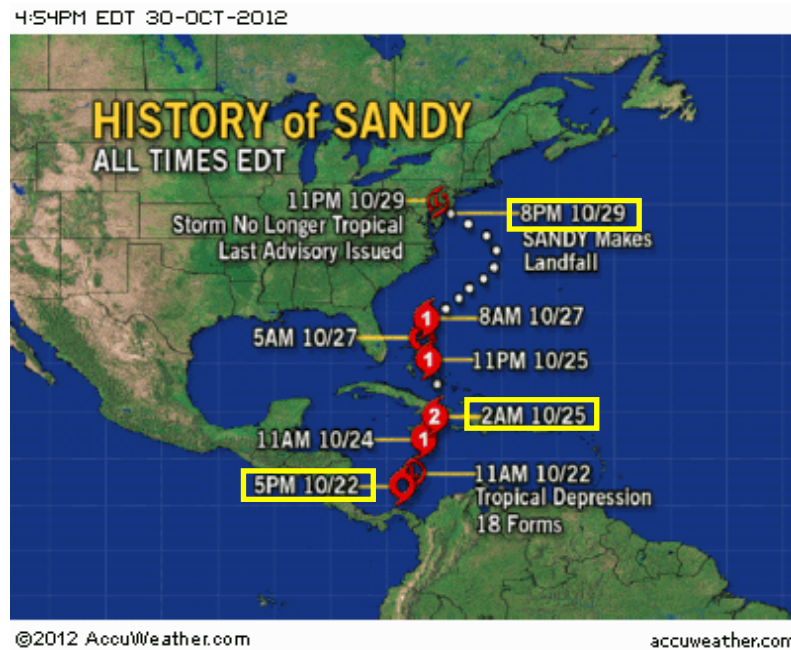 4:54PM EDT 30-OCT-2012
HISTORY of SANDY
ALL TIMES EDT
11PM 10/29
Storm No Longer Tropical
Last Advisory Issued
8PM 10/29
SANDY Makes
Landfall
1
8AM 10/27
5AM 10/27
1
11PM 10/25
2
2AM 10/25
11AM 10/24
1
11AM 10/22
Tropical Depression
18 Forms
5PM 10/22
©2012 AccuWeather.com
accuweather.com